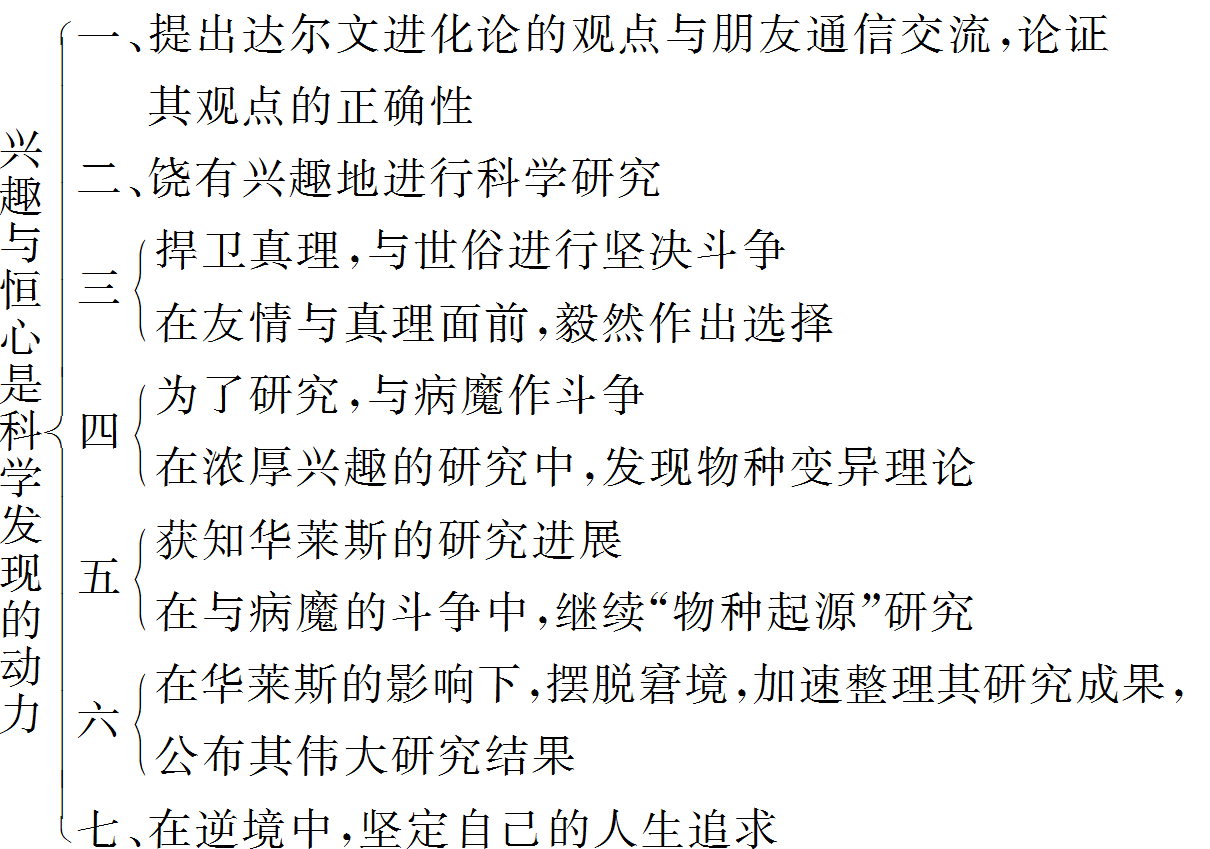 兴趣与恒心是科学发现的动力
一、提出达尔文进化论的观点与朋友通信交流,论证
其观点的正确性
二、饶有兴趣地进行科学研究
三
捍卫真理,与世俗进行坚决斗争
在友情与真理面前,毅然作出选择
四
为了研究,与病魔作斗争
在浓厚兴趣的研究中,发现物种变异理论
五
获知华莱斯的研究进展
在与病魔的斗争中,继续“物种起源”研究
六
在华莱斯的影响下,摆脱窘境,加速整理其研究成果,
公布其伟大研究结果
七、在逆境中,坚定自己的人生追求